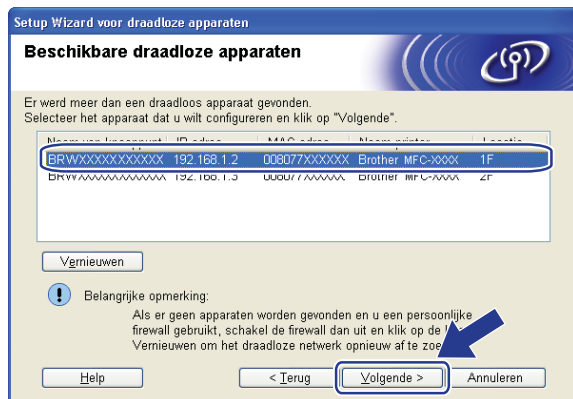 Setup Wizard voor draadloze apparaten
Beschikbare draadloze apparaten
Er werd meer dan een draadloos apparaat gevonden.
Selecteer het apparaat dat u wilt configureren en klik op "Volgende".
BRWXXXXXXXXXXX 192.168.1.2 008077XXXXXX Brother MFC-XXXX 1F
BRWXXXXXXXXXXX 192.168.1.3 008077XXXXXX Brother MFC-XXXX 2F
Vernieuwen
Belangrijke opmerking:
Als er geen apparaten worden gevonden en u een persoonlijke
firewall gebruikt, schakel de firewall dan uit en klik op de
Vernieuwen om het draadloze netwerk opnieuw af te
Help < Terug Volgende > Annuleren